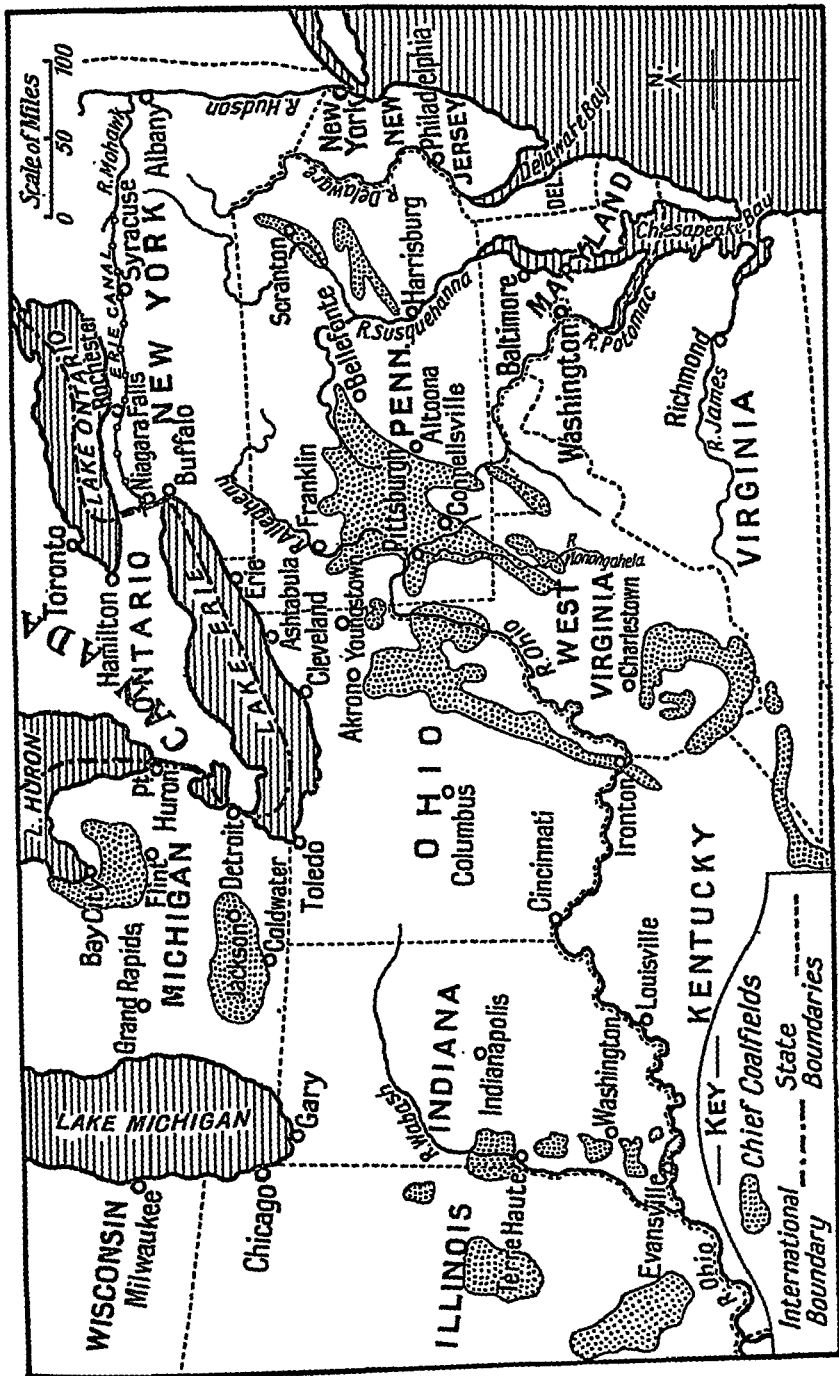 Scale of Miles
0 50 100
N.
WISCONSIN
Milwaukee
LAKE MICHIGAN
Chicago
Gary
Grand Rapids
MICHIGAN
Bay City
Flint
Jackson
Coldwater
Detroit
L. HURON
Pt.
Huron
CANADA
ONTARIO
Toronto
Hamilton
LAKE ONTARIO
LAKE ERIE
Niagara Falls
Buffalo
Rochester
ERIE CANAL
Syracuse
R. Mohawk
Albany
NEW YORK
R. Hudson
Toledo
Cleveland
Ashtabula
Erie
Akron
Youngstown
Franklin
R. Allegheny
Bellefonte
Scranton
R. Delaware
New
York
NEW
JERSEY
Philadelphia
Delaware Bay
DEL.
Harrisburg
R. Susquehanna
PENN.
Altoona
Pittsburgh
Connellsville
OHIO
Columbus
R. Ohio
Ironton
Cincinnati
WEST
VIRGINIA
Charlestown
R.
Monongahela
Baltimore
MARYLAND
Washington
R. Potomac
Chesapeake Bay
Richmond
R. James
VIRGINIA
KENTUCKY
Louisville
INDIANA
Indianapolis
R. Wabash
Washington
Terre Haute
ILLINOIS
Evansville
R. Ohio
KEY
Chief Coalfields
International
Boundary
State
Boundaries